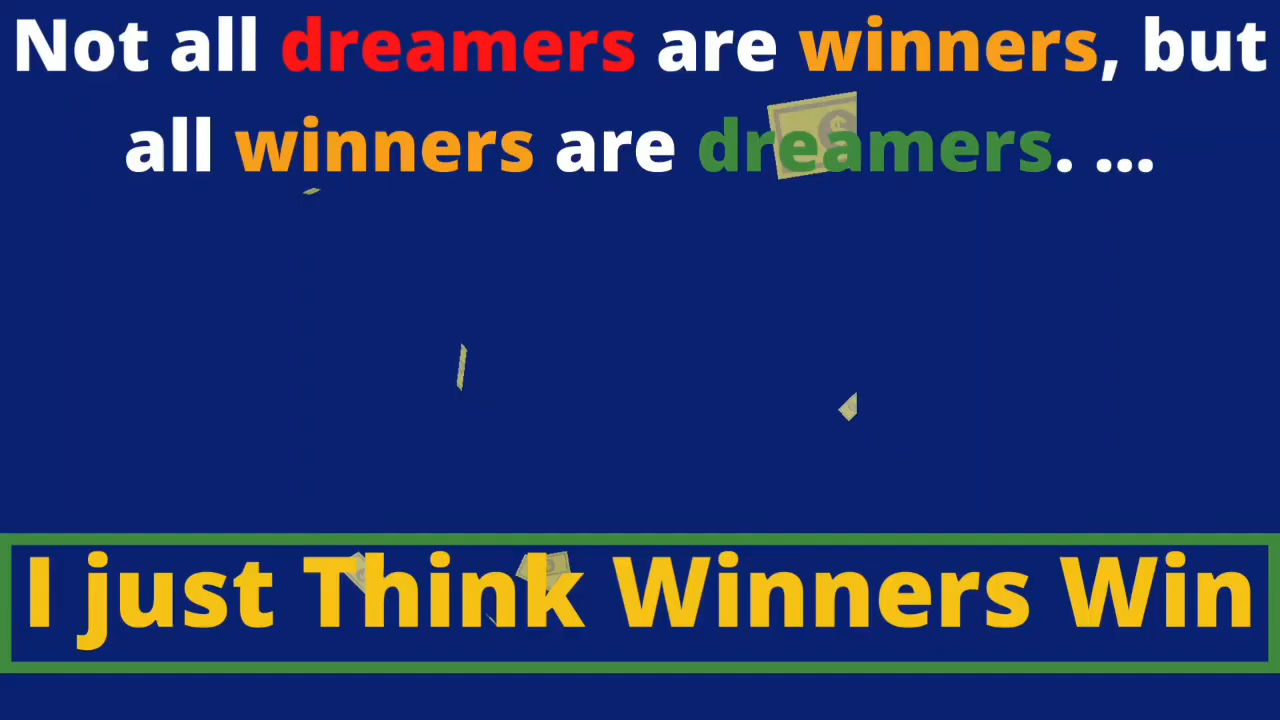 Not all dreamers are winners, but
all winners are dreamers. ...
I just Think Winners Win